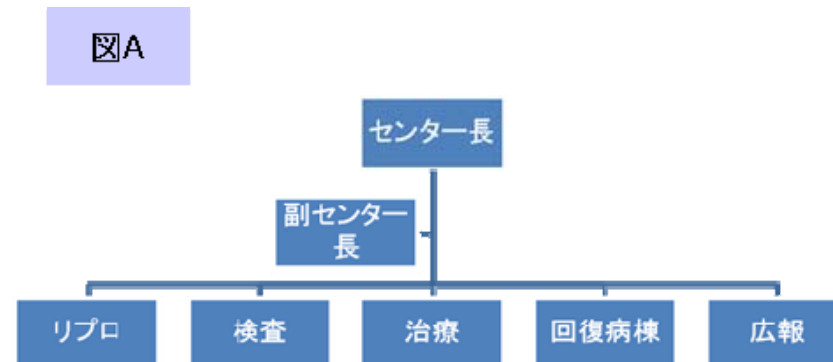 図A
センター長
副センター
長
リプロ
検査
治療
回復病棟
広報